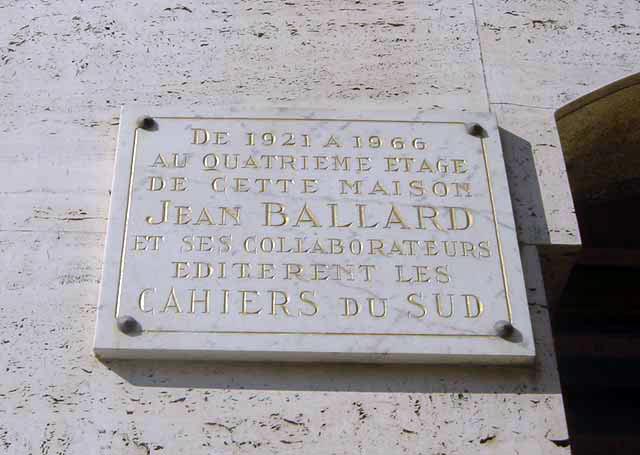 DE 1921 A 1966
AU QUATRIEME ETAGE
DE CETTE MAISON
JEAN BALLARD
ET SES COLLABORATEURS
EDITERENT LES
CAHIERS DU SUD